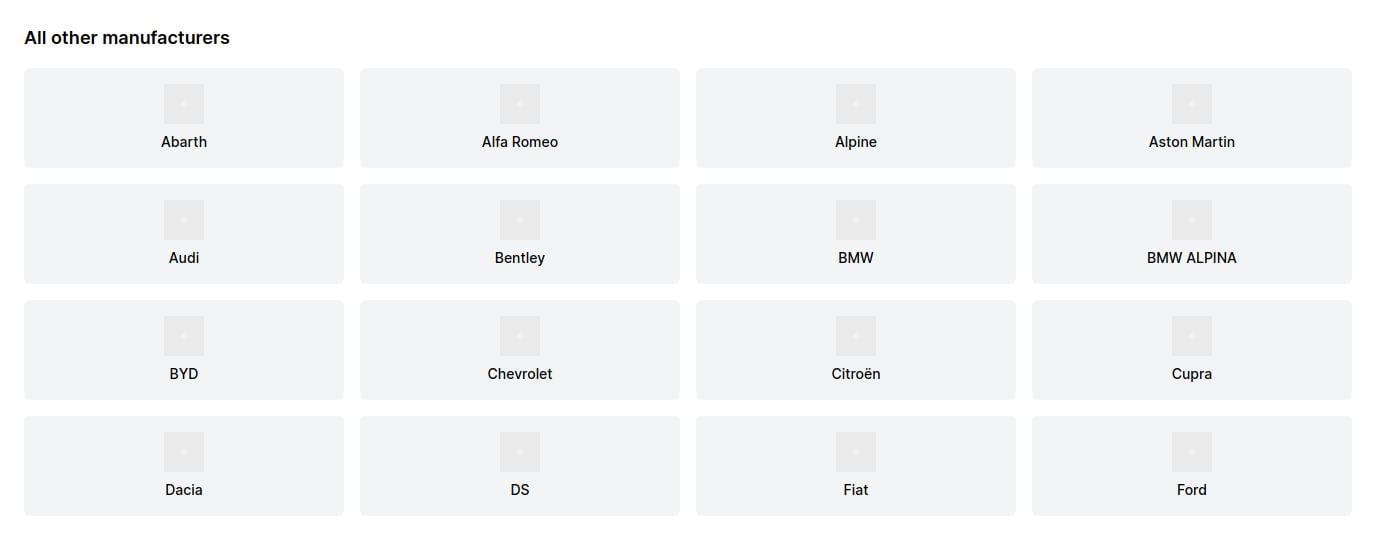 All other manufacturers
Abarth
Alfa Romeo
Alpine
Aston Martin
Audi
Bentley
BMW
BMW ALPINA
BYD
Chevrolet
Citroën
Cupra
Dacia
DS
Fiat
Ford